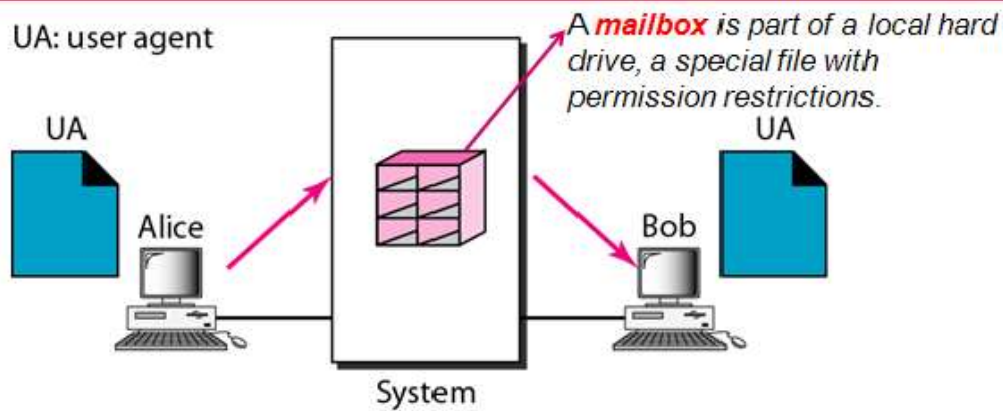 UA: user agent
A mailbox is part of a local hard
drive, a special file with
permission restrictions.
UA
UA
Alice
Bob
System